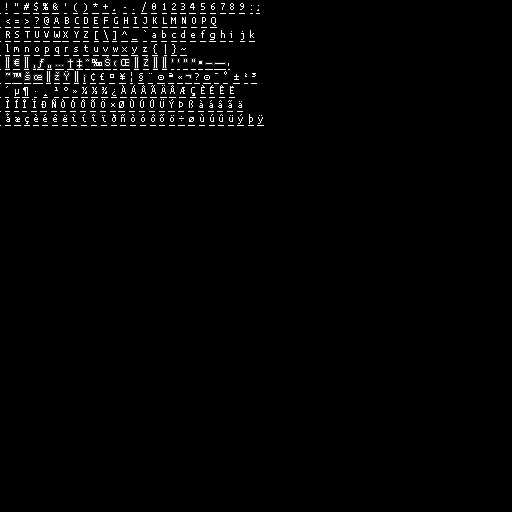 ! " # $ % & ' ( ) * + , - . / 0 1 2 3 4 5 6 7 8 9 : ;
< = > ? @ A B C D E F G H I J K L M N O P Q
R S T U V W X Y Z [ \ ] ^ _ ` a b c d e f g h i j k
l m n o p q r s t u v w x y z { | } ~
€ ‚ ƒ „ … † ‡ ˆ ‰ Š ‹ Œ Ž ‘ ’ “ ” • – — ˜
™ š › œ ž Ÿ ¡ ¢ £ ¤ ¥ ¦ § ¨ © ª « ¬ ® ¯ ° ± ² ³
´ µ ¶ · ¸ ¹ º » ¼ ½ ¾ ¿ À Á Â Ã Ä Å Æ Ç È É Ê Ë
Ì Í Î Ï Ð Ñ Ò Ó Ô Õ Ö × Ø Ù Ú Û Ü Ý Þ ß à á â ã ä
å æ ç è é ê ë ì í î ï ð ñ ò ó ô õ ö ÷ ø ù ú û ü ý þ ÿ